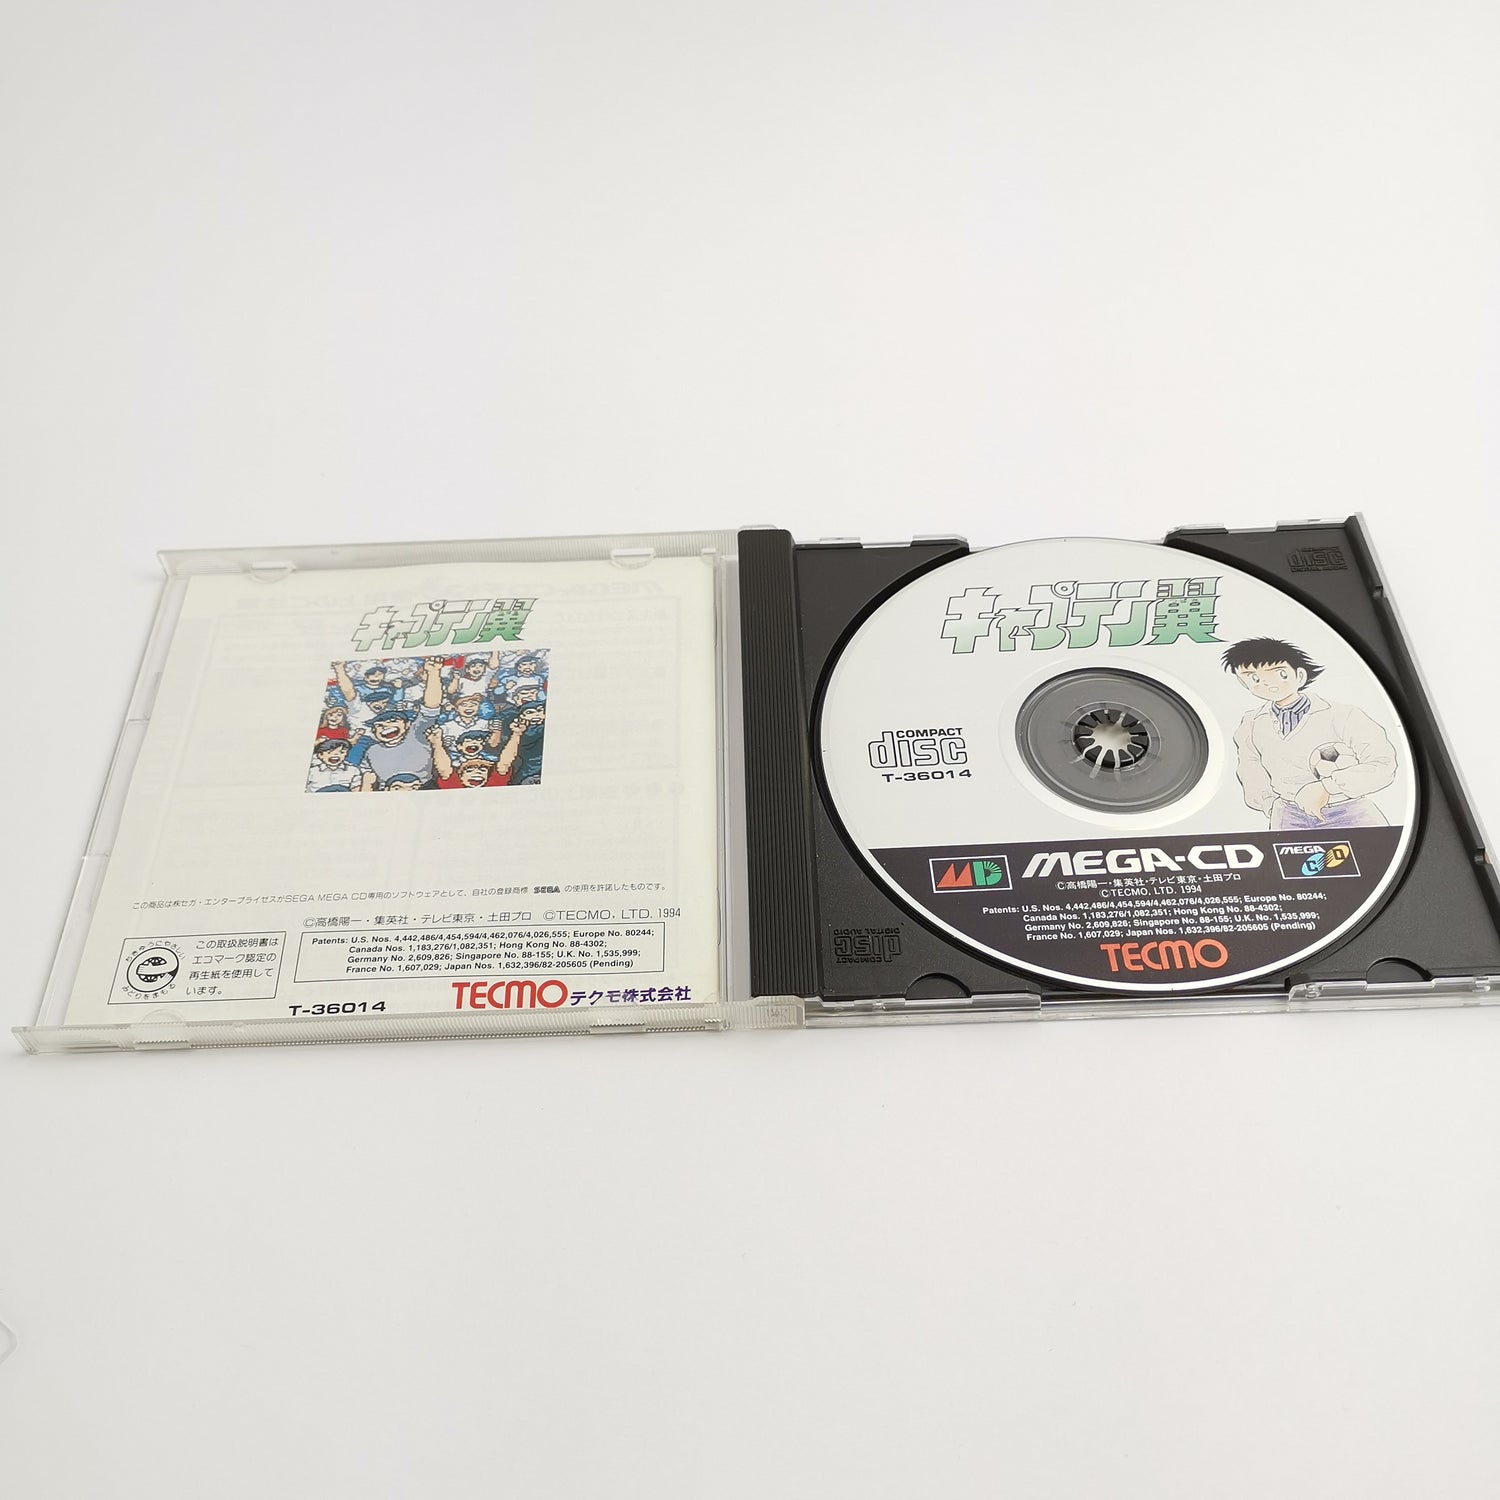 キャプテン翼
この商品は株セガ・エンタープライゼスがSEGA MEGA CD専用のソフトウェアとして、自社の登録商標 SEGA の使用を許諾したものです。
©高橋陽一・集英社・テレビ東京・土田プロ ©TECMO, LTD. 1994
この取扱説明書は
エコマーク認定の
再生紙を使用して
います。
Patents: U.S. Nos. 4,442,486/4,454,594/4,462,076/4,026,555; Europe No. 80244;
Canada Nos. 1,183,276/1,082,351; Hong Kong No. 88-4302;
Germany No. 2,609,826; Singapore No. 88-155; U.K. No. 1,535,999;
France No. 1,607,029; Japan Nos. 1,632,396/82-205605 (Pending)
T-36014
TECMO テクモ株式会社
キャプテン翼
COMPACT
disc
T-36014
MD
MEGA-CD
MEGA
CD
©高橋陽一・集英社・テレビ東京・土田プロ
©TECMO, LTD. 1994
Patents: U.S. Nos. 4,442,486/4,454,594/4,462,076/4,026,555; Europe No. 80244;
Canada Nos. 1,183,276/1,082,351; Hong Kong No. 88-4302;
Germany No. 2,609,826; Singapore No. 88-155; U.K. No. 1,535,999;
France No. 1,607,029; Japan Nos. 1,632,396/82-205605 (Pending)
TECMO
disc
COMPACT
disc
DIGITAL AUDIO